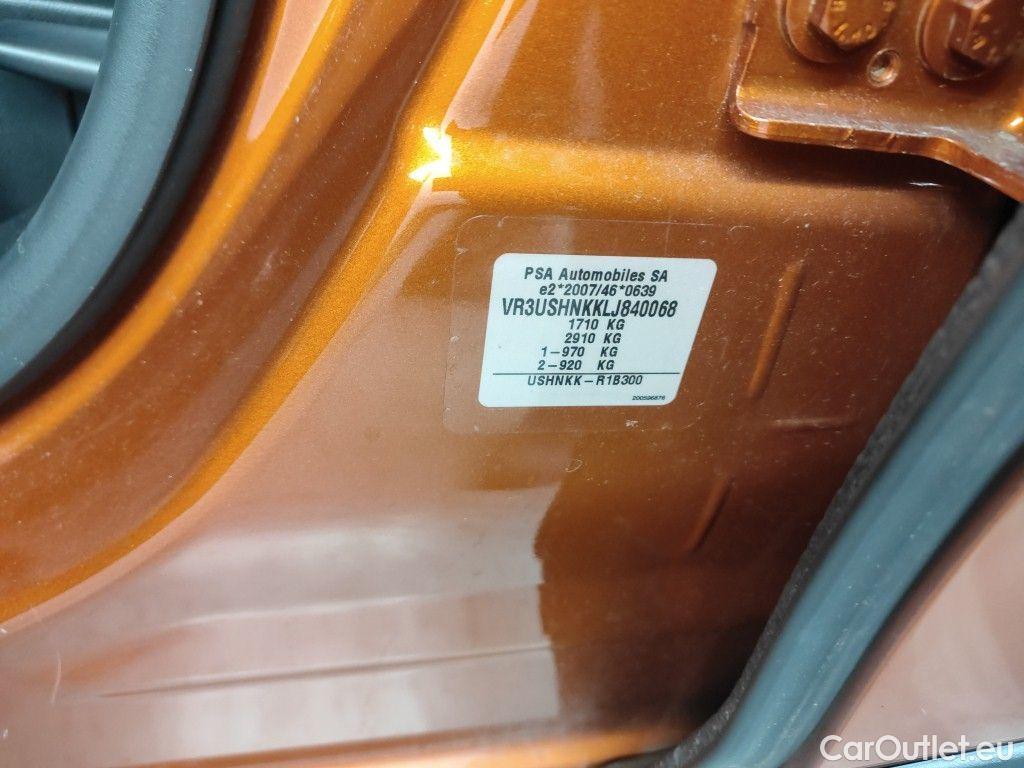 PSA Automobiles SA
e2*2007/46*0639
VR3USHNKKLJ840068
1710 KG
2910 KG
1-970 KG
2-920 KG
USHNKK-R1B300
200596876
CarOutlet.eu